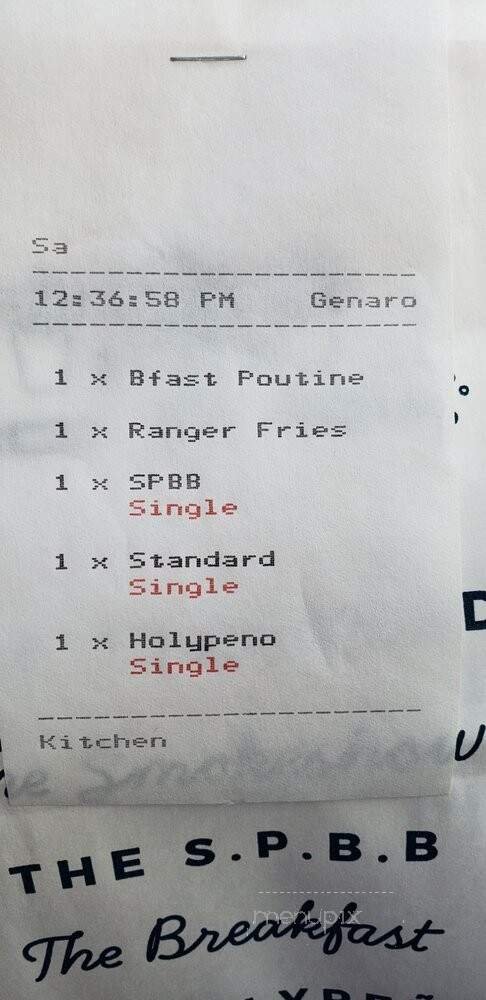 Sa
12:36:58 PM Genaro
1 x Bfast Poutine
1 x Ranger Fries
1 x SPBB
Single
1 x Standard
Single
1 x Holypeno
Single
Kitchen
THE S.P.B.B
The Breakfast
menupix